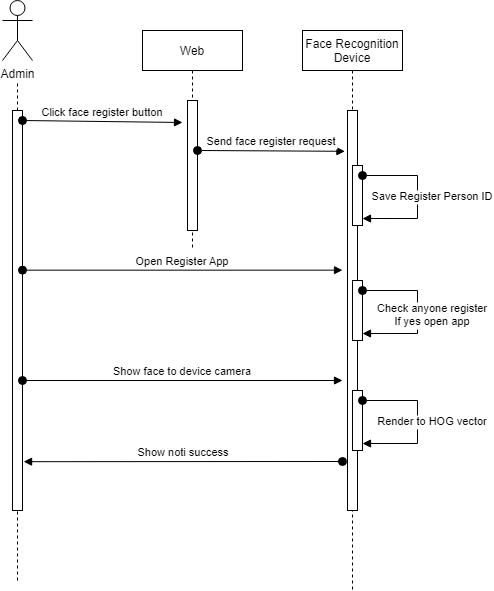 Admin
Web
Face Recognition
Device
Click face register button
Send face register request
Save Register Person ID
Open Register App
Check anyone register
If yes open app
Show face to device camera
Render to HOG vector
Show noti success